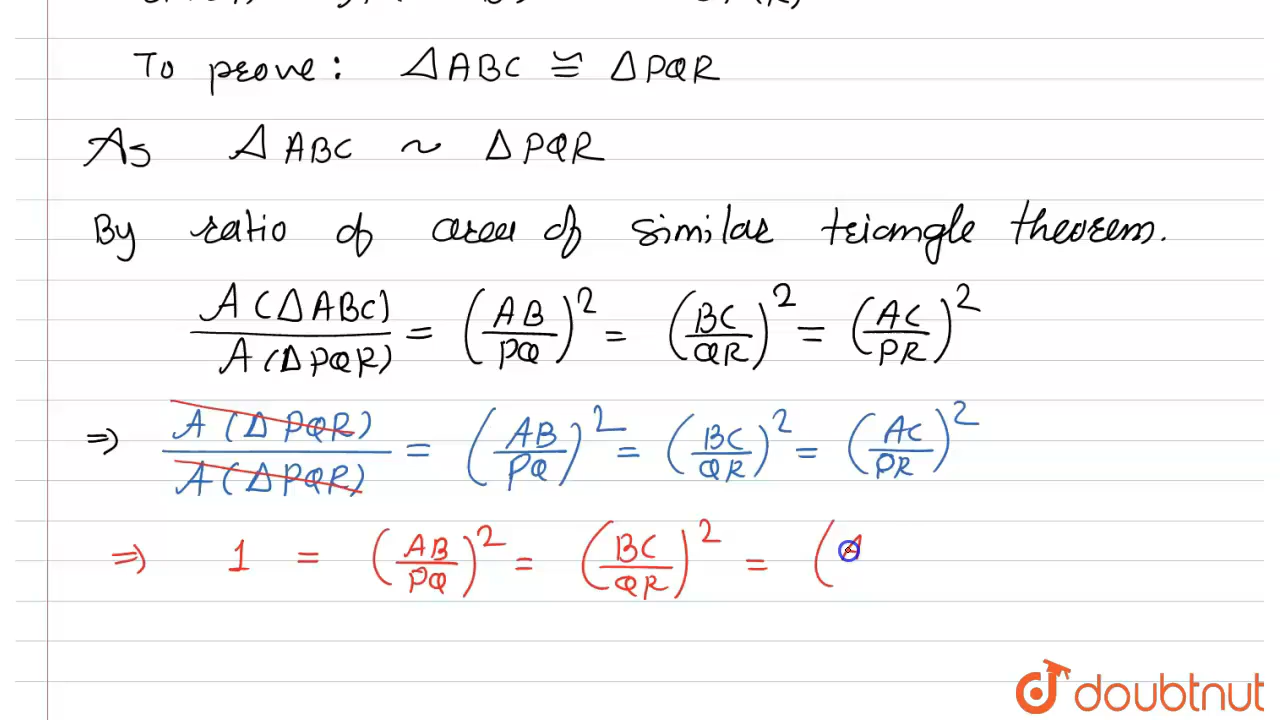 To prove: ΔABC ≅ ΔPQR
As ΔABC ~ ΔPQR
By ratio of area of similar triangle theorem.
A(ΔABC)/A(ΔPQR) = (AB/PQ)² = (BC/QR)² = (AC/PR)²
⇒ A(ΔPQR)/A(ΔPQR) = (AB/PQ)² = (BC/QR)² = (AC/PR)²
⇒ 1 = (AB/PQ)² = (BC/QR)² = (A
doubtnut